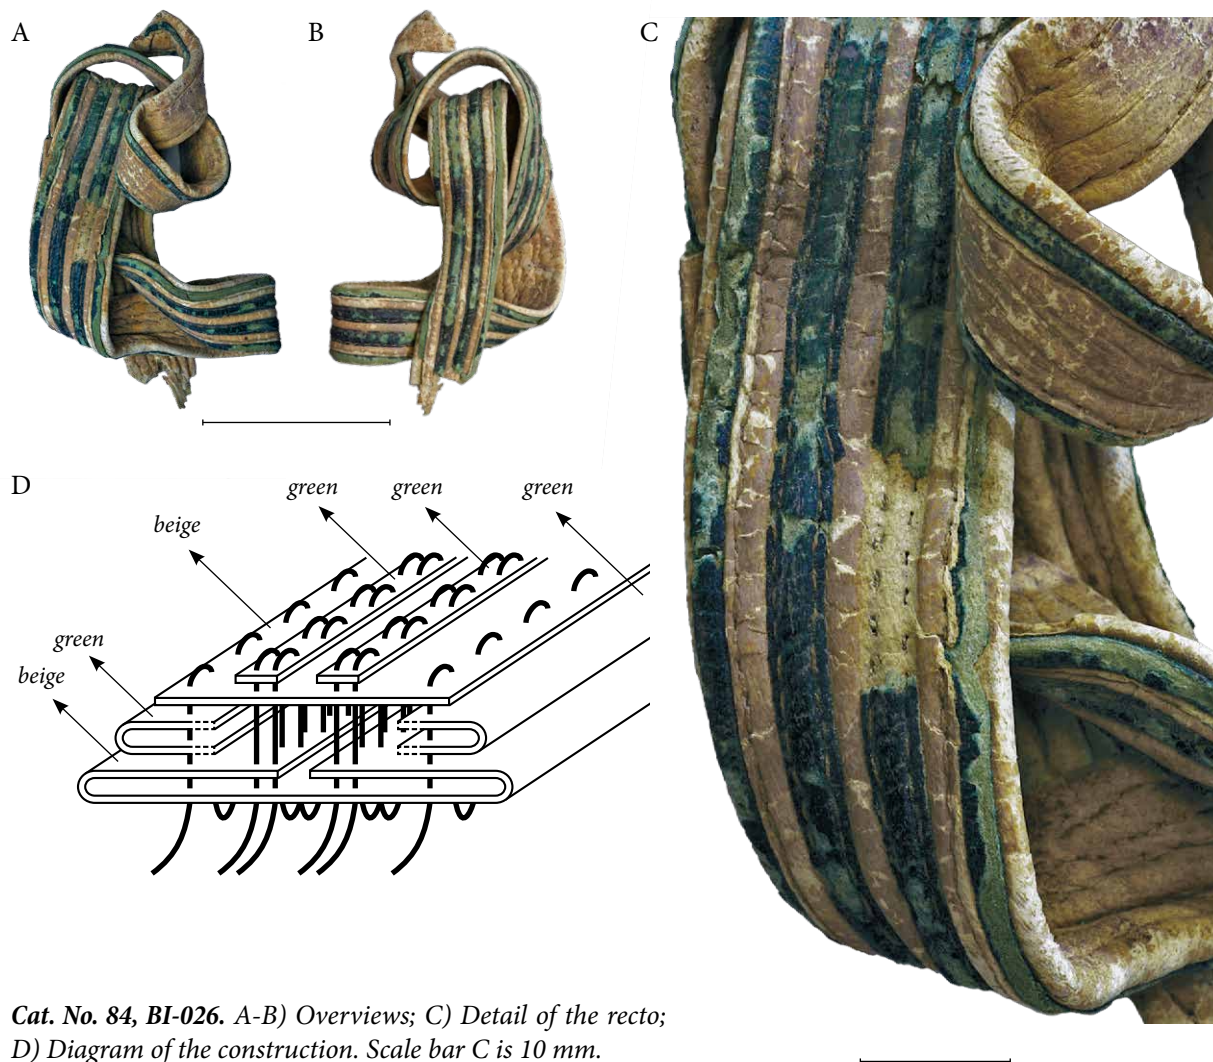 A
B
C
D
green
green
green
beige
green
beige
Cat. No. 84, BI-026. A-B) Overviews; C) Detail of the recto;
D) Diagram of the construction. Scale bar C is 10 mm.